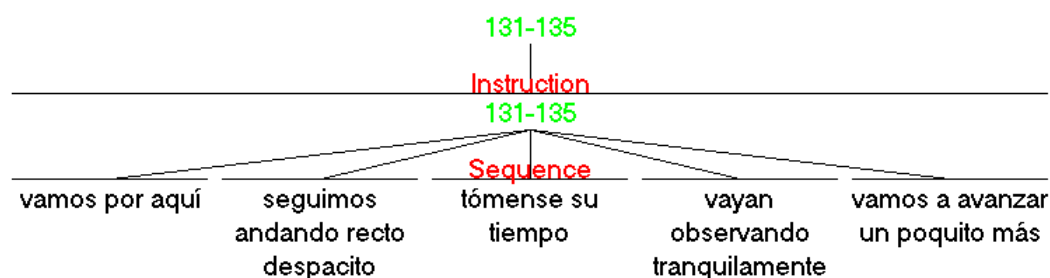 131-135
Instruction
131-135
Sequence
vamos por aquí
seguimos
andando recto
despacito
tómense su
tiempo
vayan
observando
tranquilamente
vamos a avanzar
un poquito más